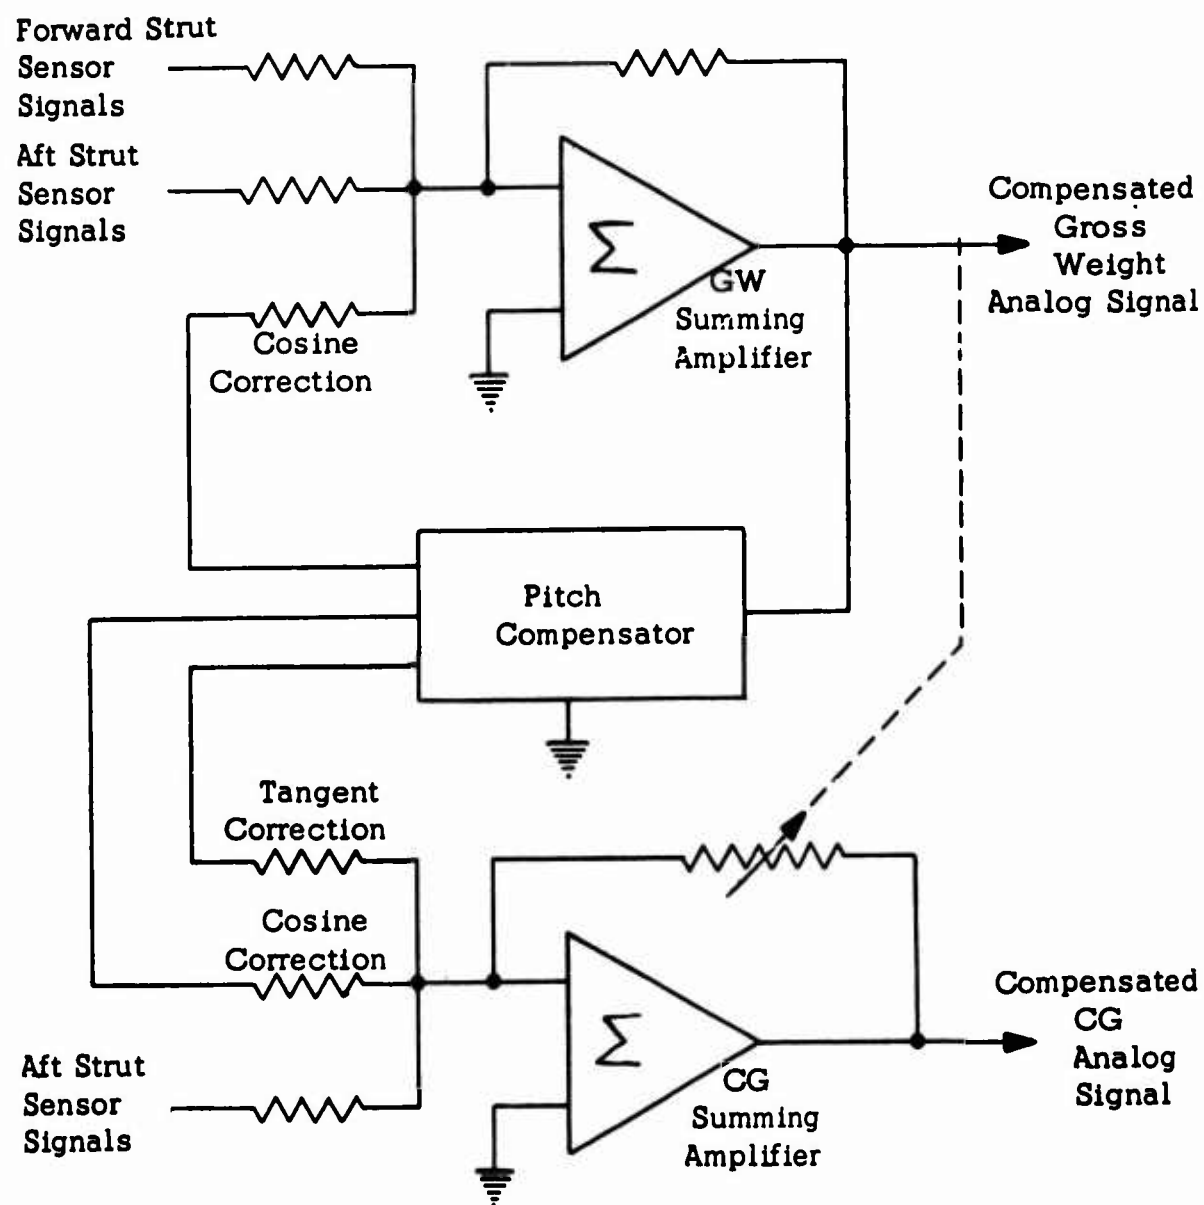 Forward Strut
Sensor
Signals
Aft Strut
Sensor
Signals
Cosine
Correction
Σ
GW
Summing
Amplifier
Compensated
Gross
Weight
Analog Signal
Pitch
Compensator
Tangent
Correction
Cosine
Correction
Aft Strut
Sensor
Signals
Σ
CG
Summing
Amplifier
Compensated
CG
Analog
Signal